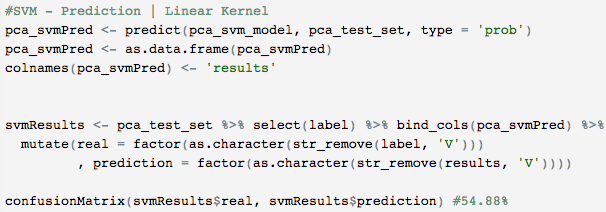 #SVM - Prediction | Linear Kernel
pca_svmPred <- predict(pca_svm_model, pca_test_set, type = 'prob')
pca_svmPred <- as.data.frame(pca_svmPred)
colnames(pca_svmPred) <- 'results'
svmResults <- pca_test_set %>% select(label) %>% bind_cols(pca_svmPred) %>%
mutate(real = factor(as.character(str_remove(label, 'V')))
, prediction = factor(as.character(str_remove(results, 'V'))))
confusionMatrix(svmResults$real, svmResults$prediction) #54.88%